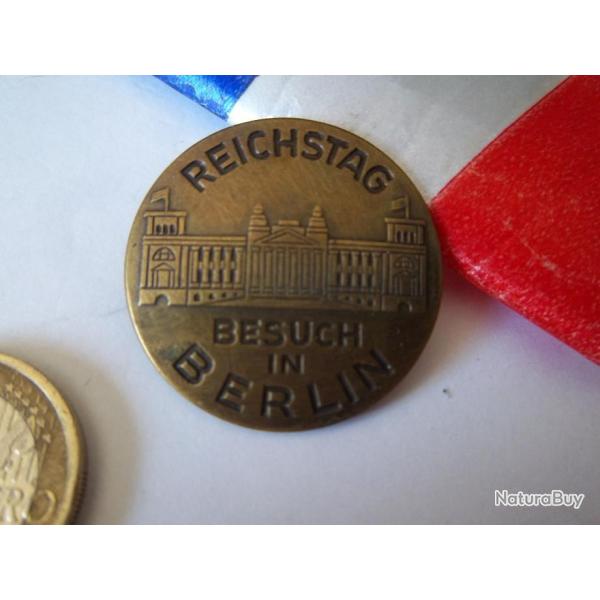 REICHSTAG
BESUCH
IN
BERLIN
NaturaBuy